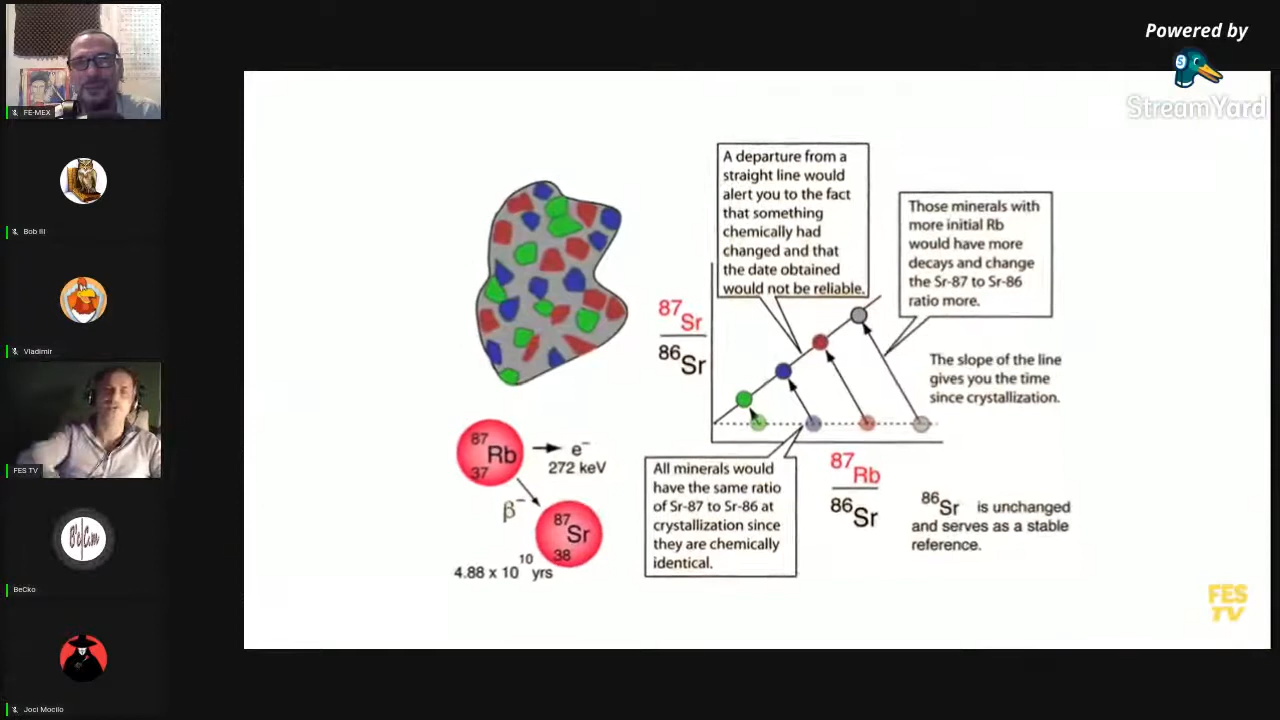 Powered by
StreamYard
FE-MEX
Bob III
Vladimir
FES TV
BeCko
Joci Mocilo
A departure from a
straight line would
alert you to the fact
that something
chemically had
changed and that
the date obtained
would not be reliable.
Those minerals with
more initial Rb
would have more
decays and change
the Sr-87 to Sr-86
ratio more.
87Sr
86Sr
The slope of the line
gives you the time
since crystallization.
87
Rb
37
e−
272 keV
β−
87
Sr
38
4.88 x 10^10 yrs
All minerals would
have the same ratio
of Sr-87 to Sr-86 at
crystallization since
they are chemically
identical.
87Rb
86Sr
86Sr is unchanged
and serves as a stable
reference.
FES
TV